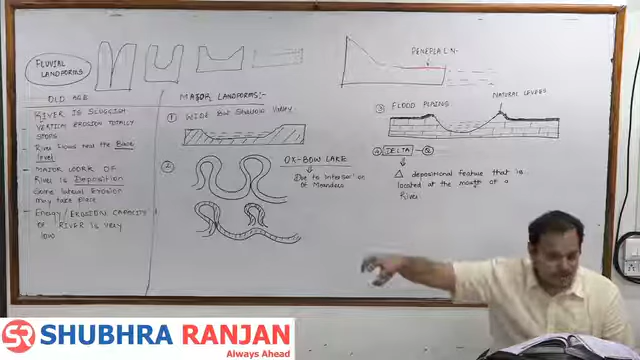 FLUVIAL
LANDFORMS
OLD AGE
RIVER IS SLUGGISH
VERTICAL EROSION TOTALLY
STOPS
River flows near the Base
level
MAJOR WORK OF
River is Deposition
Some lateral Erosion
may take place
Energy/EROSION CAPACITY
OF RIVER IS VERY
low
MAJOR LANDFORMS:-
① WIDE But Shallow Valley
②
OX-BOW LAKE
Due to Intersection of
Meanders
PENEPLAIN
③ FLOOD PLAINS
NATURAL LEVEES
④ DELTA
Δ depositional feature that is
located at the mouth of a
River
SR SHUBHRA RANJAN
Always Ahead